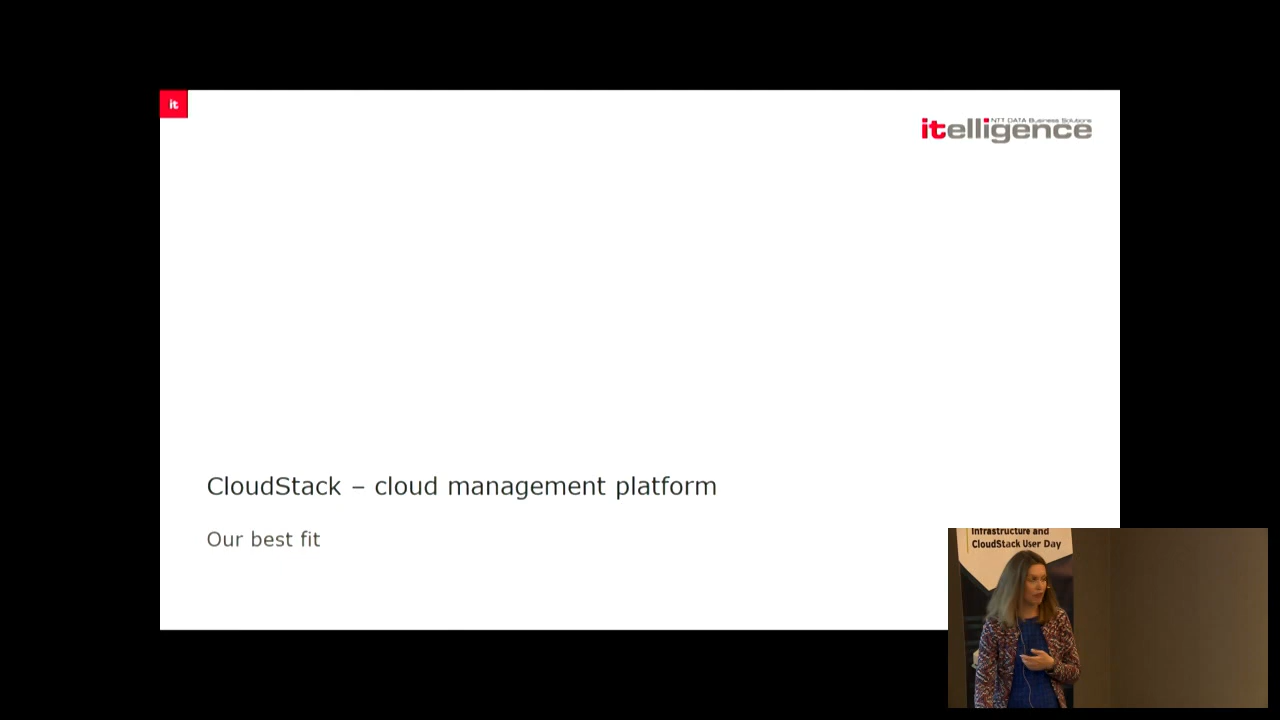 it
NTT DATA Business Solutions
itelligence
CloudStack – cloud management platform
Our best fit
Infrastructure and
CloudStack User Day